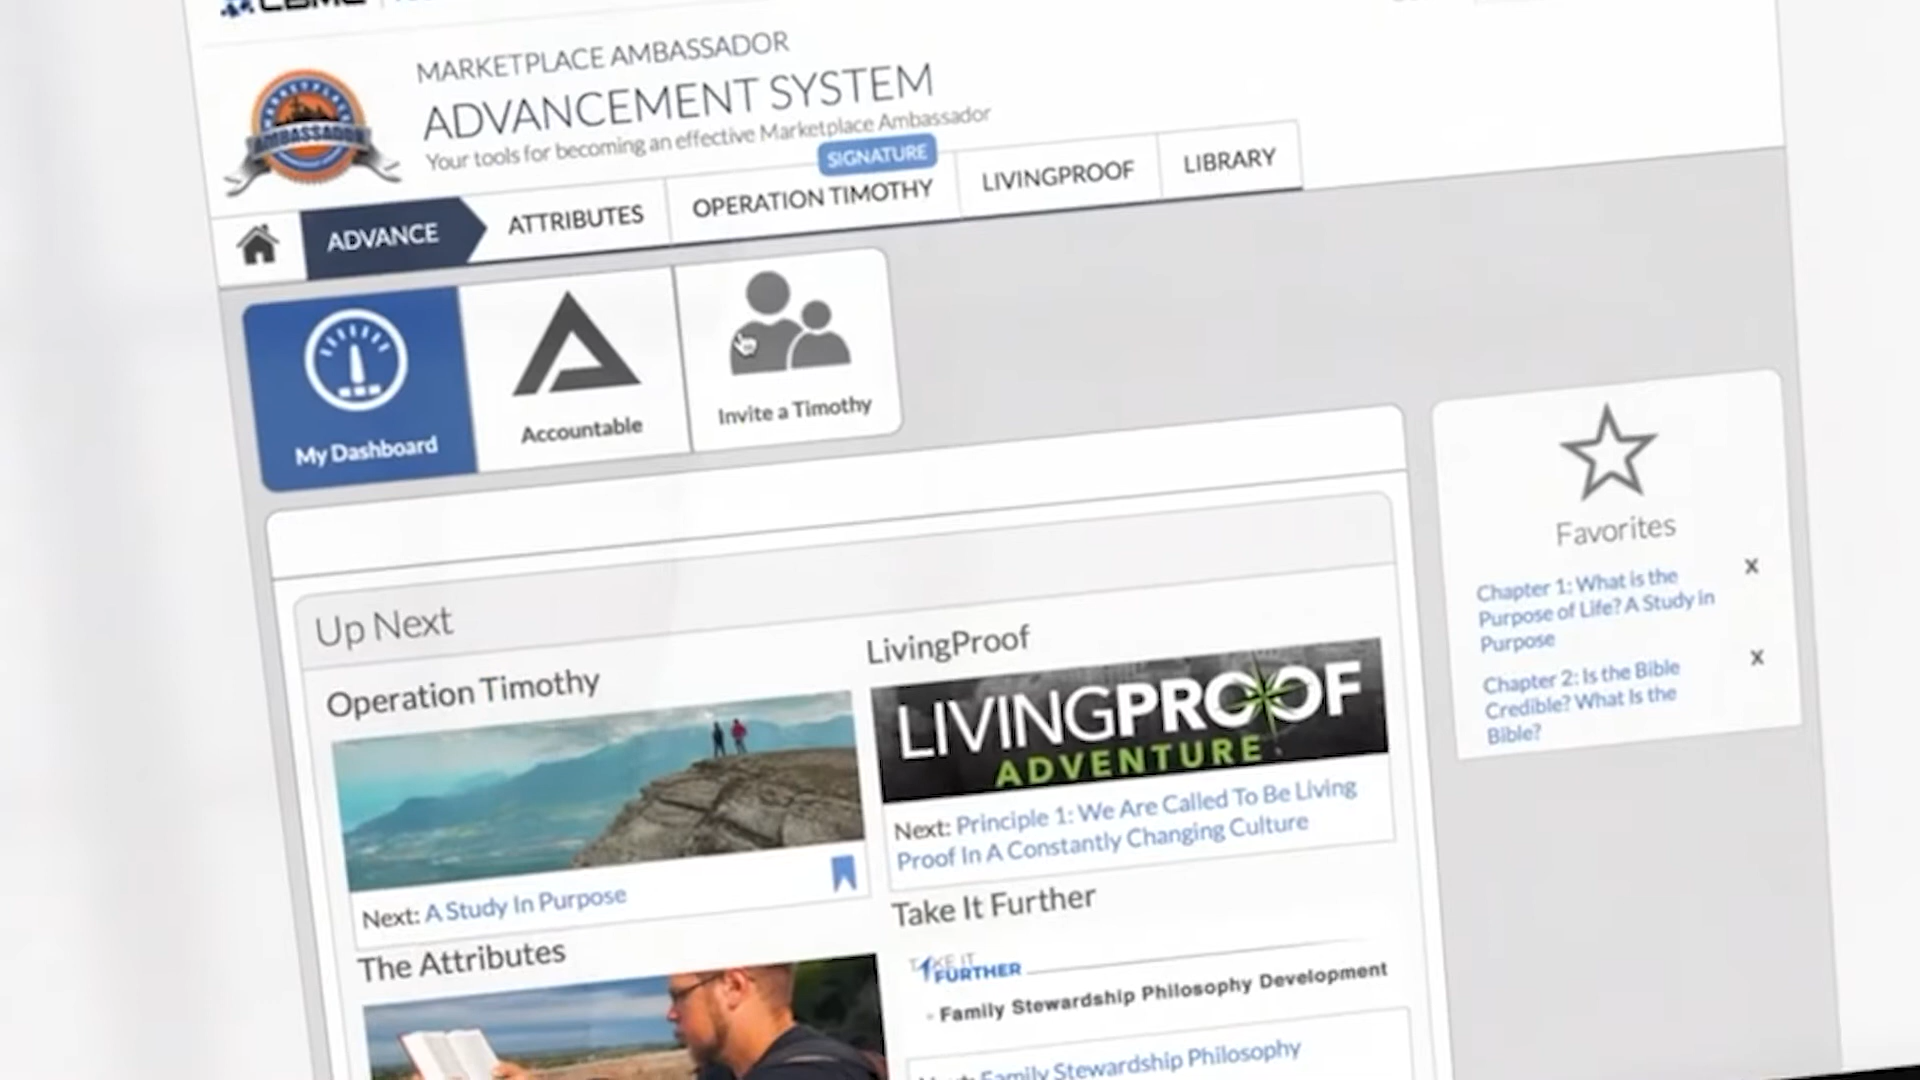 MARKETPLACE AMBASSADOR
ADVANCEMENT SYSTEM
Your tools for becoming an effective Marketplace Ambassador
MARKETPLACE
AMBASSADOR
SIGNATURE
ADVANCE
ATTRIBUTES
OPERATION TIMOTHY
LIVINGPROOF
LIBRARY
My Dashboard
Accountable
Invite a Timothy
Favorites
Chapter 1: What is the
Purpose of Life? A Study in
Purpose
X
Chapter 2: Is the Bible
Credible? What Is the
Bible?
X
Up Next
Operation Timothy
Next: A Study In Purpose
LivingProof
LIVINGPROOF
ADVENTURE
Next: Principle 1: We Are Called To Be Living
Proof In A Constantly Changing Culture
The Attributes
Take It Further
TAKE IT
FURTHER
Family Stewardship Philosophy Development
Family Stewardship Philosophy